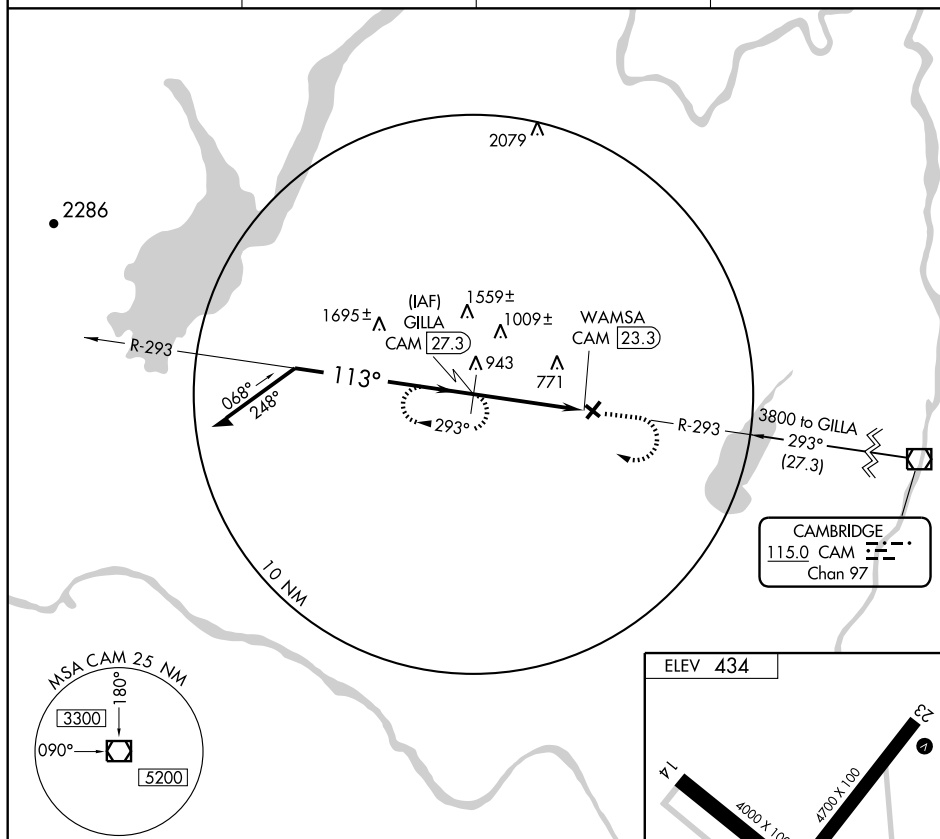 2079
2286
(IAF)
GILLA
CAM 27.3
1559±
1695±
1009±
943
771
WAMSA
CAM 23.3
R-293
113°
068°
248°
293°
R-293
3800 to GILLA
293°
(27.3)
CAMBRIDGE
115.0 CAM
Chan 97
10 NM
MSA CAM 25 NM
180°
3300
090°
5200
ELEV 434
23
V
14
4000 X 100
4700 X 100